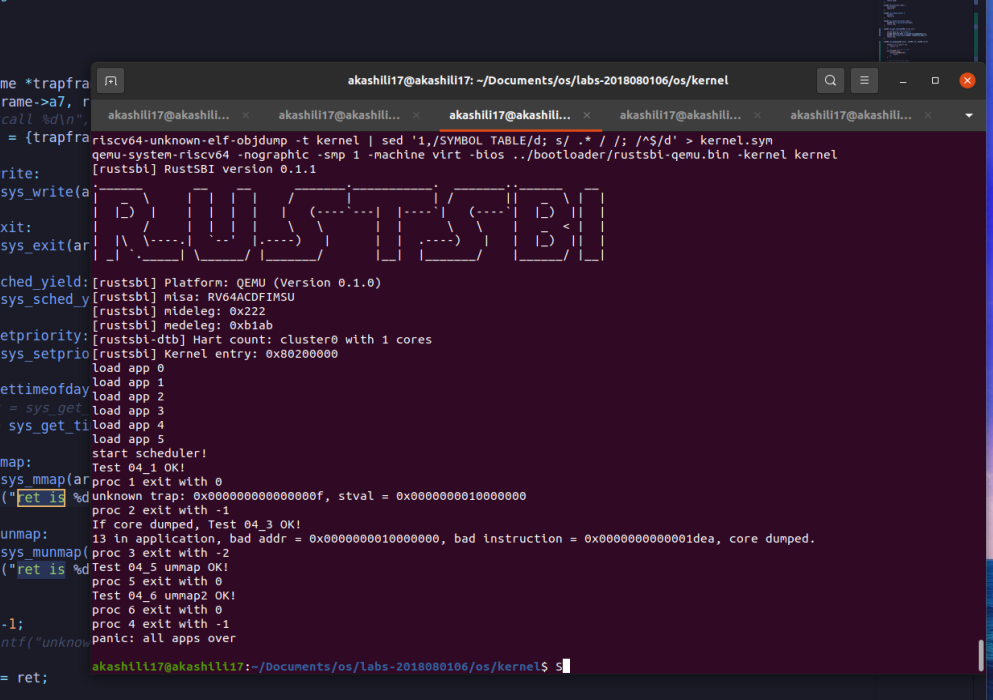 me *trapfra
rame->a7, r
call %d\n",
= {trapfra
rite:
sys_write(a
xit:
sys_exit(ar
ched_yield:
sys_sched_y
etpriority:
sys_setprio
ettimeofday
= sys_get_
sys_get_ti
map:
sys_mmap(ar
("ret is %d
unmap:
sys_munmap(
("ret is %d
-1;
ntf("unknow
= ret;
akashili17@akashili17: ~/Documents/os/labs-2018080106/os/kernel
akashili17@akashili... × akashili17@akashili... × akashili17@akashili... × akashili17@akashili... × akashili17@akashili... ×
riscv64-unknown-elf-objdump -t kernel | sed '1,/SYMBOL TABLE/d; s/ .* / /; /^$/d' > kernel.sym
qemu-system-riscv64 -nographic -smp 1 -machine virt -bios ../bootloader/rustsbi-qemu.bin -kernel kernel
[rustsbi] RustSBI version 0.1.1
RUSTSBI
[rustsbi] Platform: QEMU (Version 0.1.0)
[rustsbi] misa: RV64ACDFIMSU
[rustsbi] mideleg: 0x222
[rustsbi] medeleg: 0xb1ab
[rustsbi-dtb] Hart count: cluster0 with 1 cores
[rustsbi] Kernel entry: 0x80200000
load app 0
load app 1
load app 2
load app 3
load app 4
load app 5
start scheduler!
Test 04_1 OK!
proc 1 exit with 0
unknown trap: 0x000000000000000f, stval = 0x0000000010000000
proc 2 exit with -1
If core dumped, Test 04_3 OK!
13 in application, bad addr = 0x0000000010000000, bad instruction = 0x0000000000001dea, core dumped.
proc 3 exit with -2
Test 04_5 ummap OK!
proc 5 exit with 0
Test 04_6 ummap2 OK!
proc 6 exit with 0
proc 4 exit with -1
panic: all apps over
akashili17@akashili17:~/Documents/os/labs-2018080106/os/kernel$ S